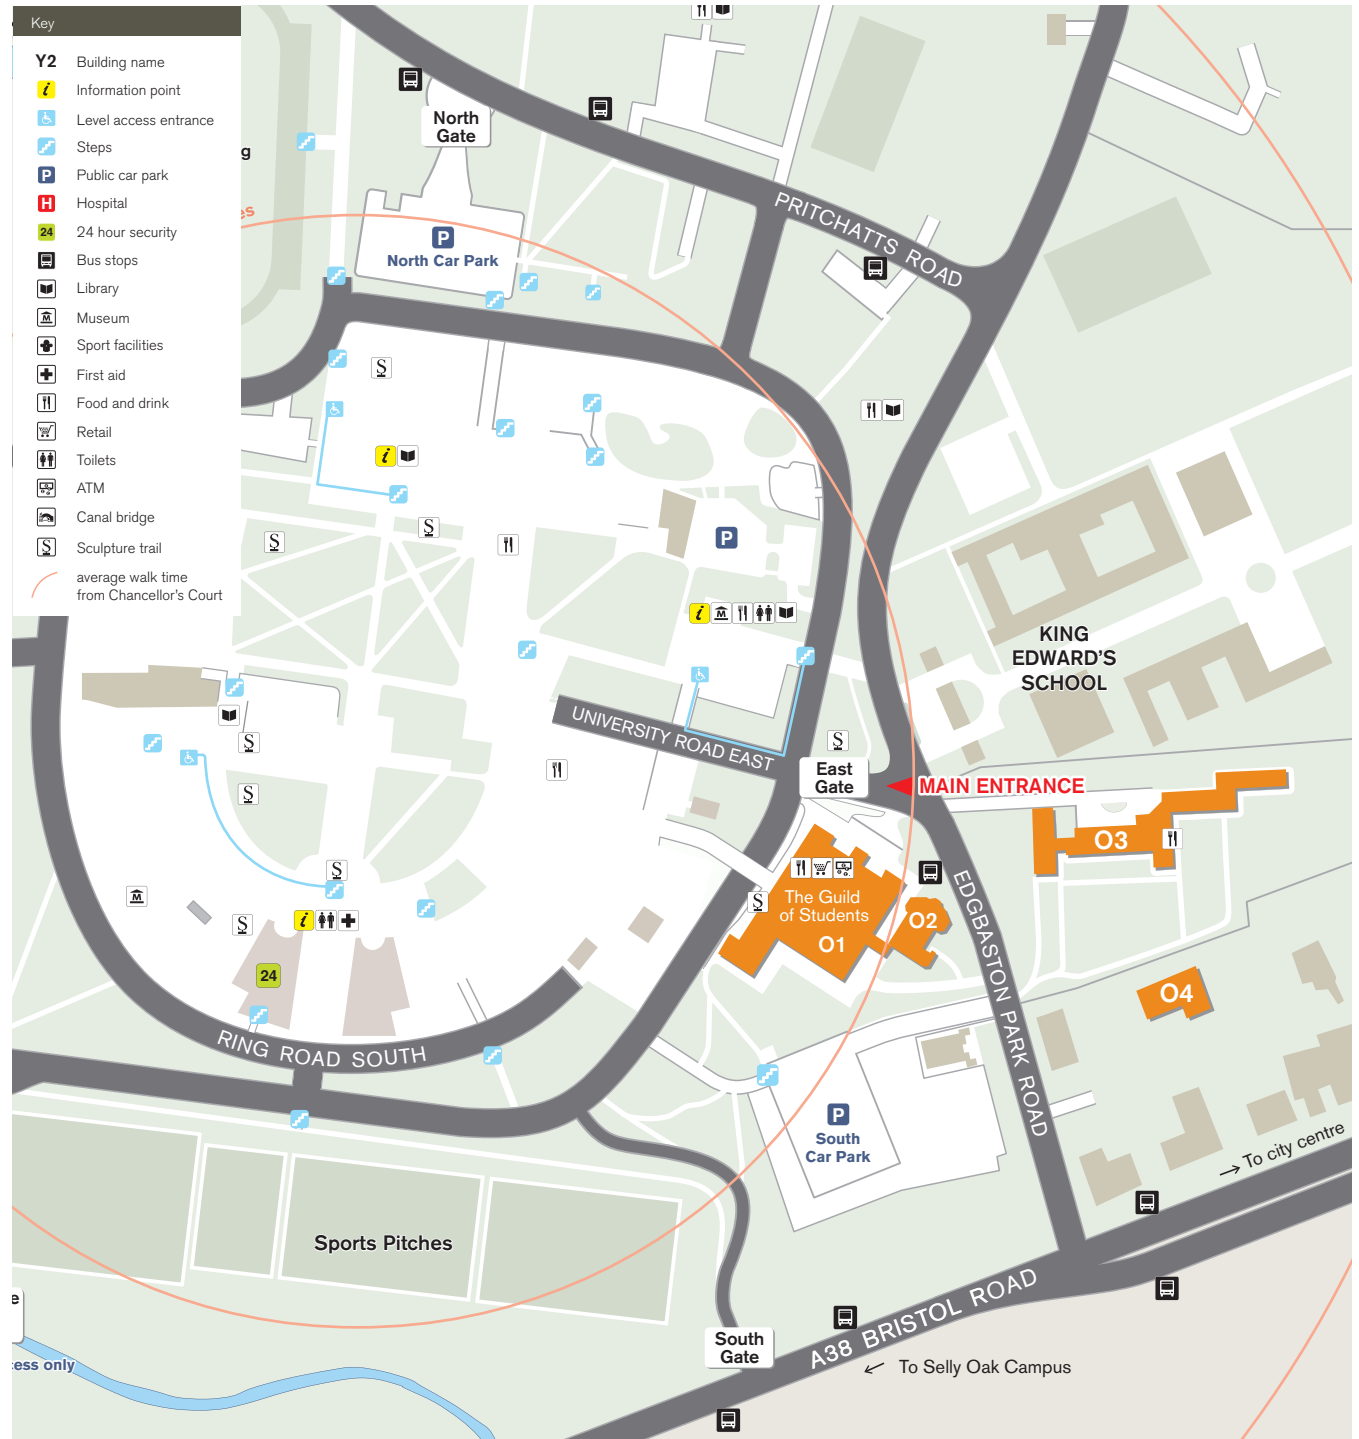 Key
Y2 Building name
i Information point
Level access entrance
Steps
P Public car park
H Hospital
24 24 hour security
Bus stops
Library
Museum
Sport facilities
First aid
Food and drink
Retail
Toilets
ATM
Canal bridge
S Sculpture trail
average walk time
from Chancellor's Court
g
es
North
Gate
P
North Car Park
PRITCHATTS ROAD
S
i
S
S
P
i
KING
EDWARD'S
SCHOOL
UNIVERSITY ROAD EAST
S
S
East
Gate
MAIN ENTRANCE
S
O3
S
The Guild
of Students
O1
O2
S
S
i
24
O4
EDGBASTON PARK ROAD
RING ROAD SOUTH
P
South
Car Park
→ To city centre
Sports Pitches
e
cess only
South
Gate
A38 BRISTOL ROAD
← To Selly Oak Campus